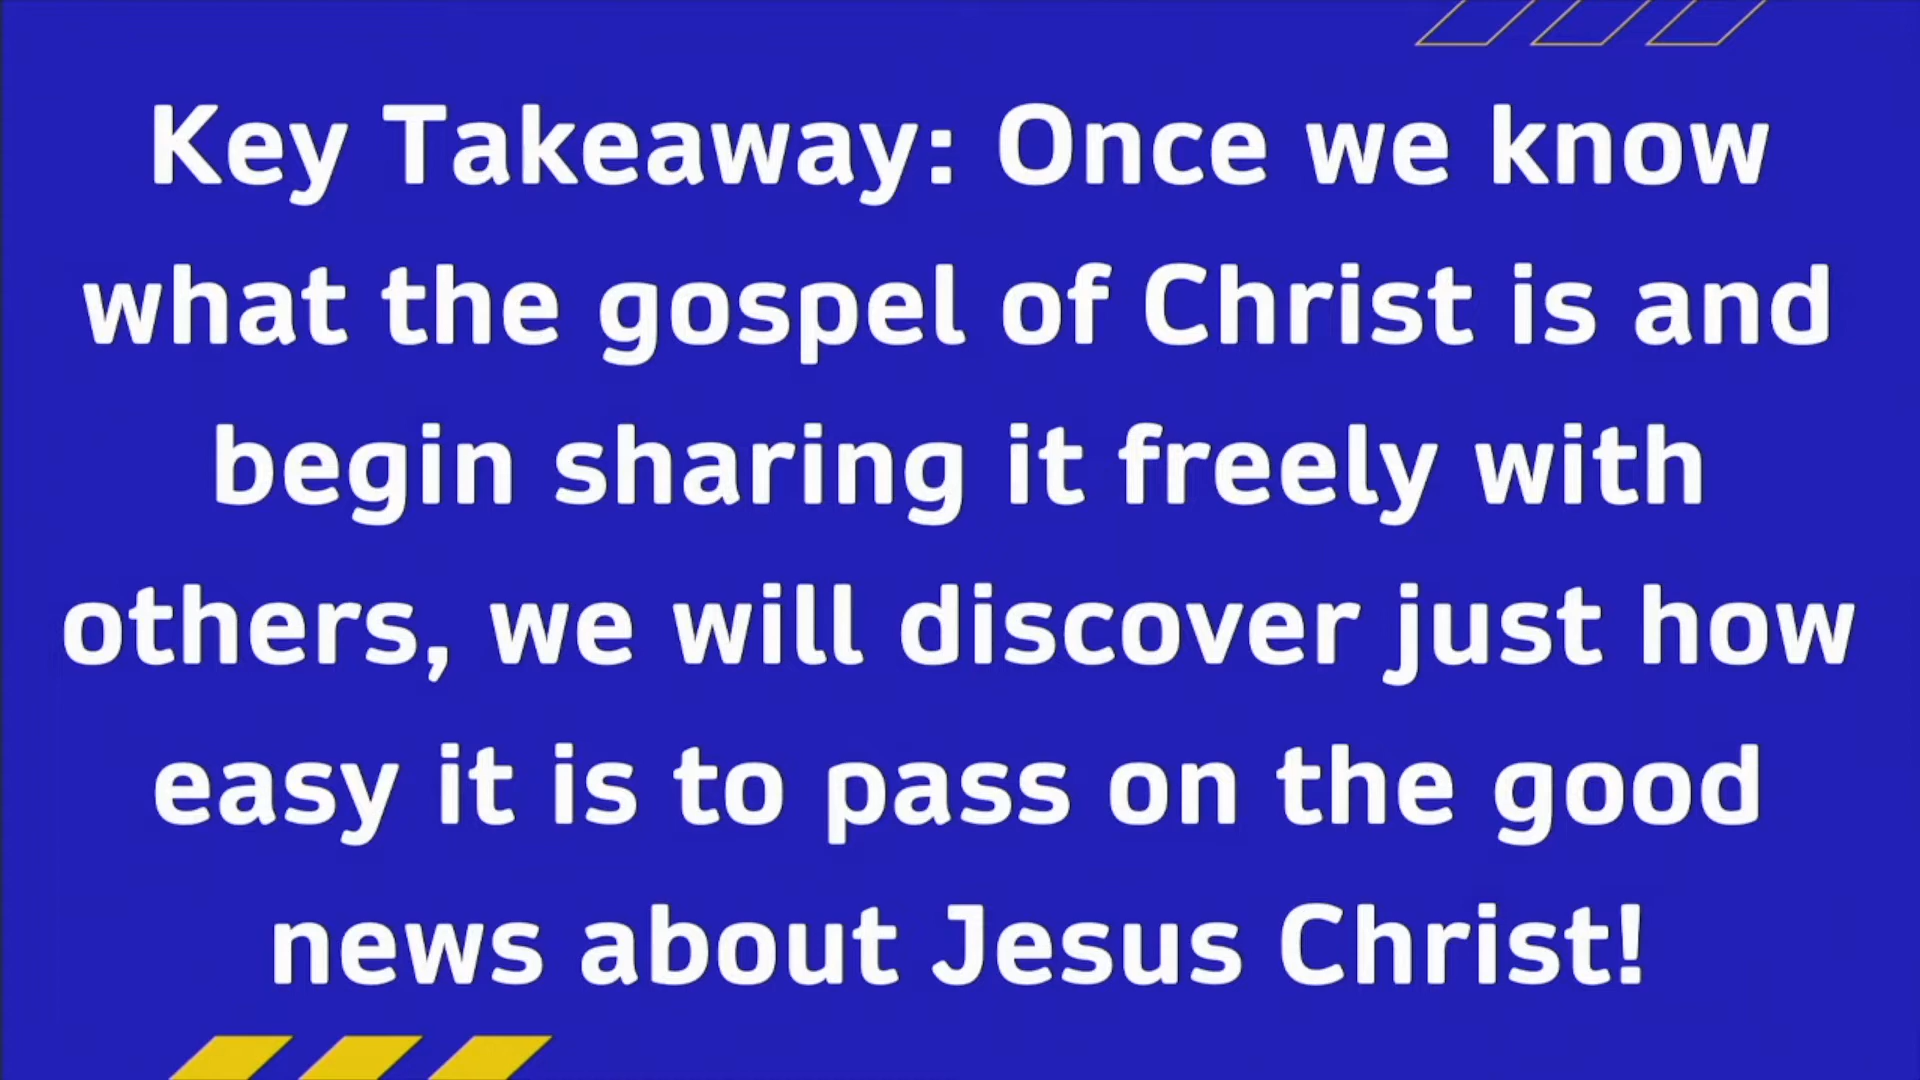 Key Takeaway: Once we know
what the gospel of Christ is and
begin sharing it freely with
others, we will discover just how
easy it is to pass on the good
news about Jesus Christ!